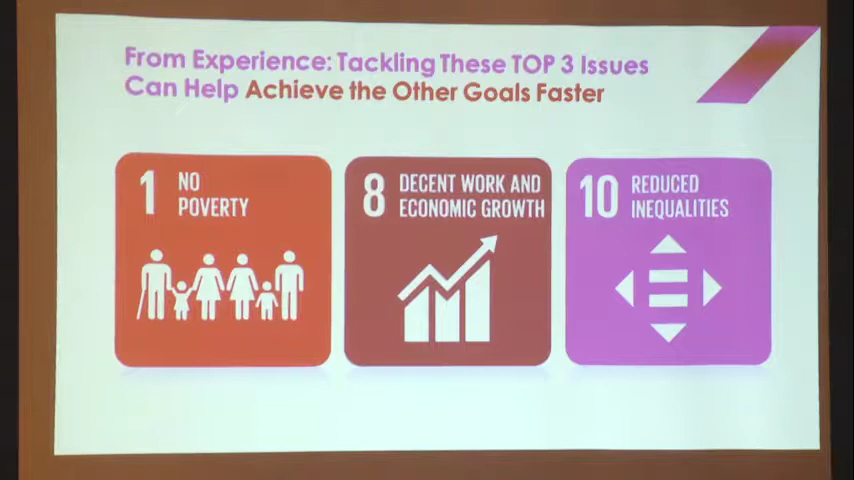 From Experience: Tackling These TOP 3 Issues
Can Help Achieve the Other Goals Faster
1 NO
POVERTY
8 DECENT WORK AND
ECONOMIC GROWTH
10 REDUCED
INEQUALITIES